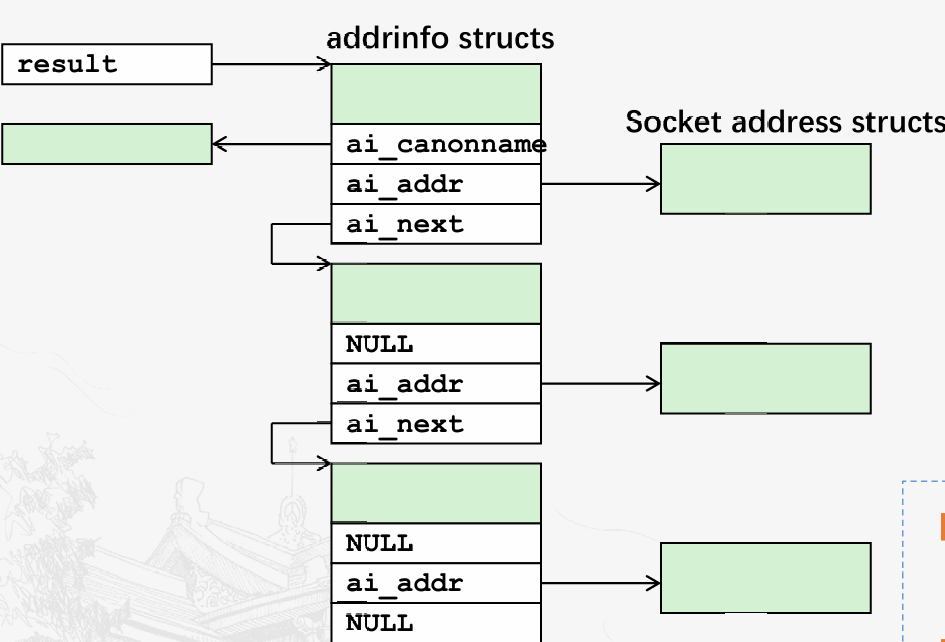 addrinfo structs
result
Socket address structs
ai_canonname
ai_addr
ai_next
NULL
ai_addr
ai_next
NULL
ai_addr
NULL